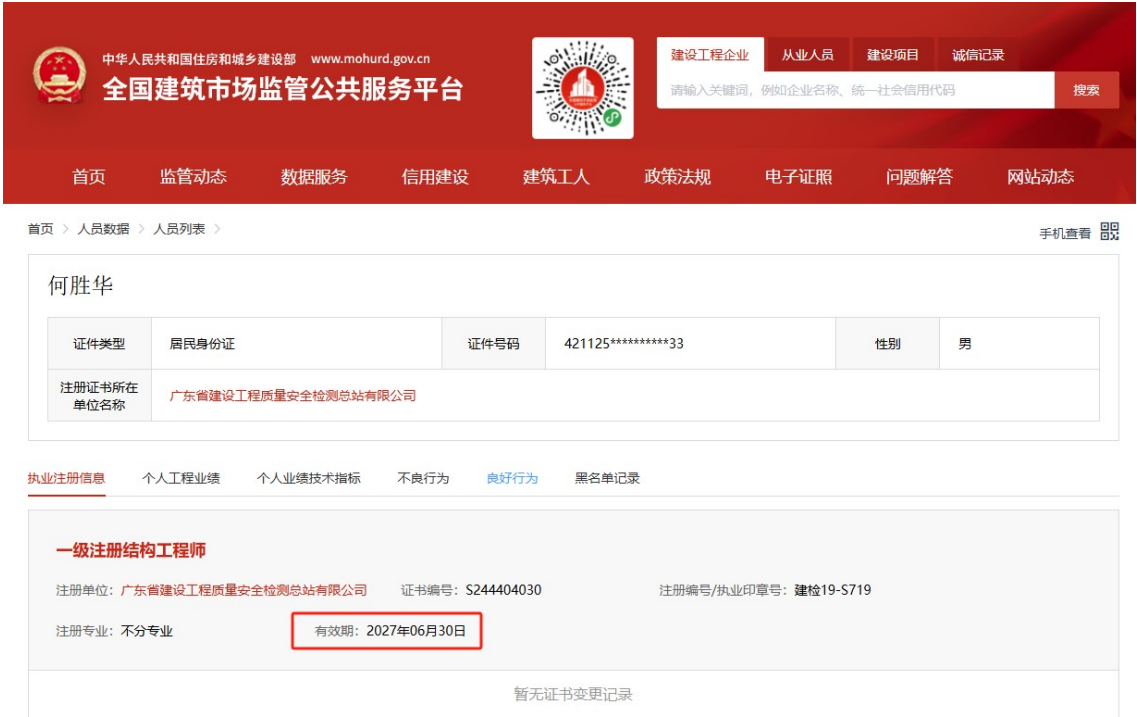 中华人民共和国住房和城乡建设部 www.mohurd.gov.cn
全国建筑市场监管公共服务平台
建设工程企业 从业人员 建设项目 诚信记录
请输入关键词，例如企业名称、统一社会信用代码 搜索
首页 监管动态 数据服务 信用建设 建筑工人 政策法规 电子证照 问题解答 网站动态
首页 > 人员数据 > 人员列表 >
手机查看
何胜华
证件类型 居民身份证 证件号码 421125**********33 性别 男
注册证书所在
单位名称
广东省建设工程质量安全检测总站有限公司
执业注册信息 个人工程业绩 个人业绩技术指标 不良行为 良好行为 黑名单记录
一级注册结构工程师
注册单位：广东省建设工程质量安全检测总站有限公司 证书编号：S244404030 注册编号/执业印章号：建检19-S719
注册专业：不分专业 有效期：2027年06月30日
暂无证书变更记录